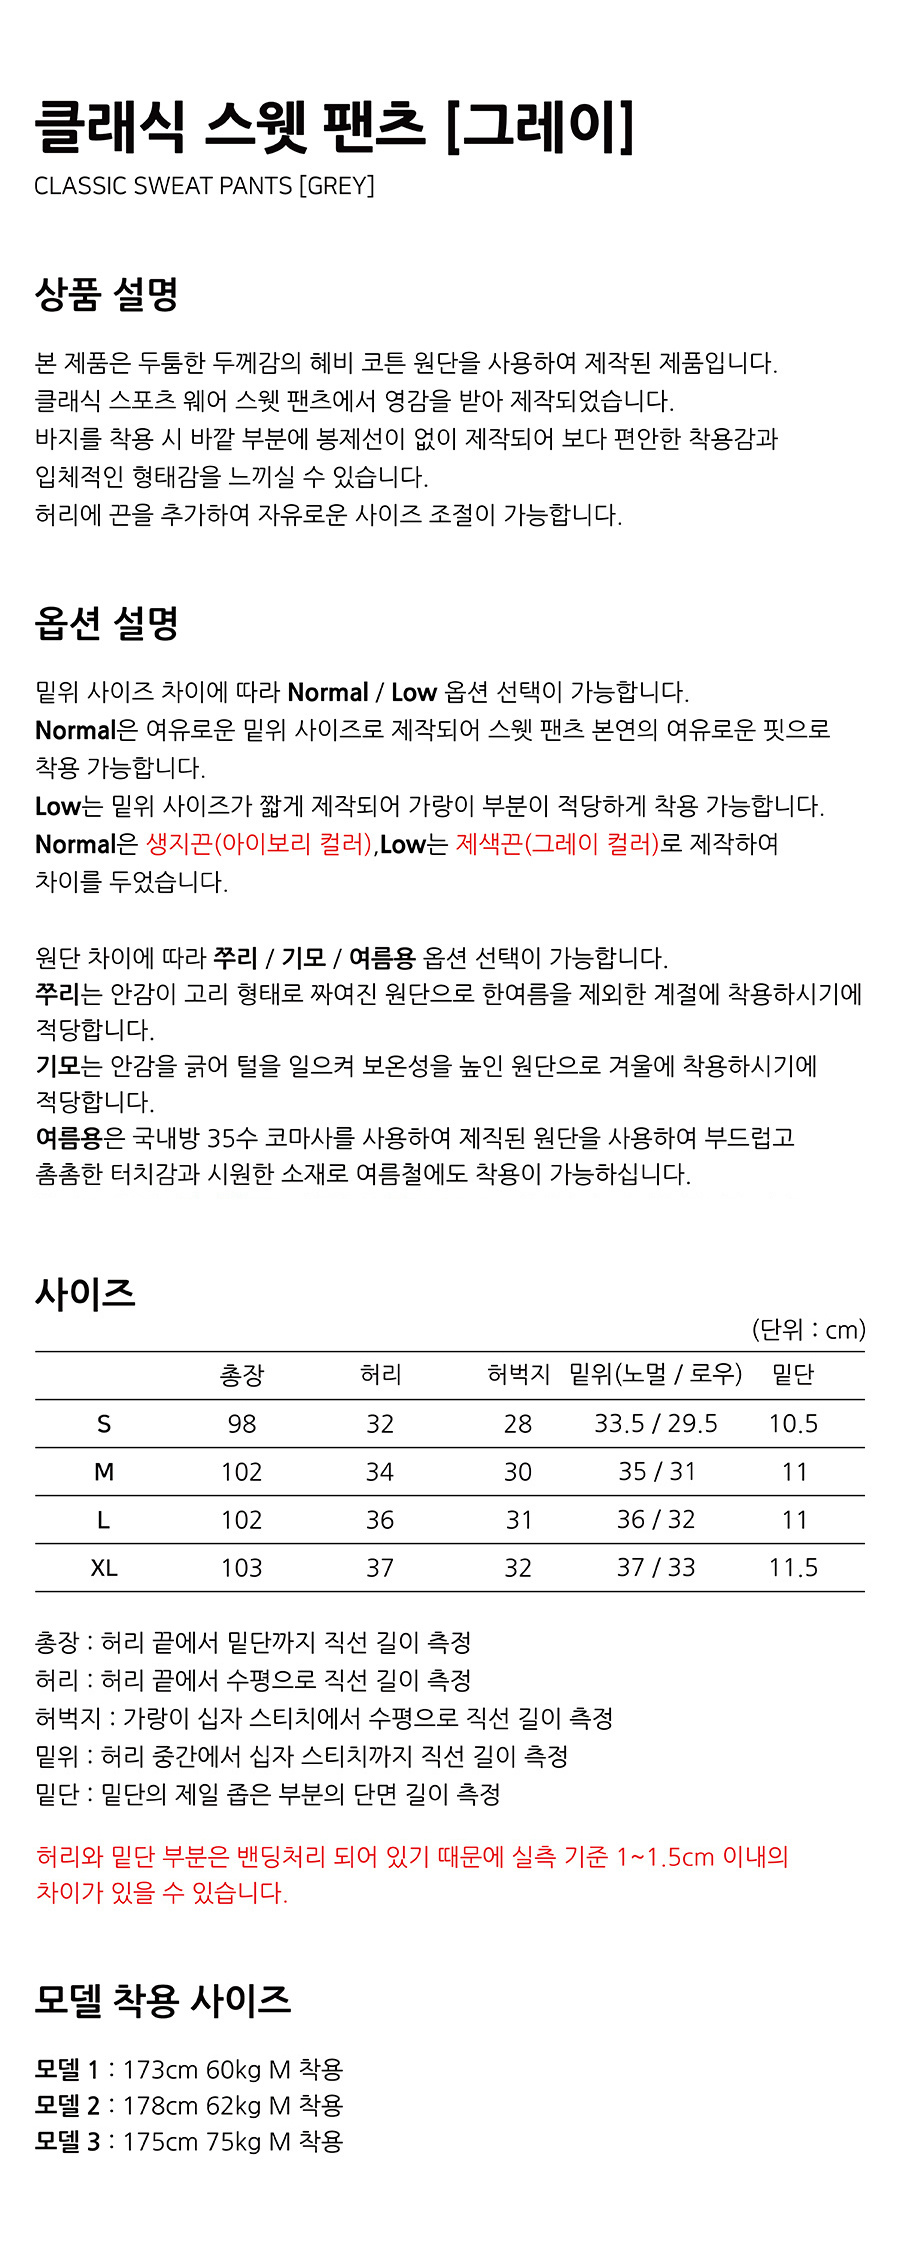 클래식 스웻 팬츠 [그레이]
CLASSIC SWEAT PANTS [GREY]
상품 설명
본 제품은 두툼한 두께감의 헤비 코튼 원단을 사용하여 제작된 제품입니다.
클래식 스포츠 웨어 스웻 팬츠에서 영감을 받아 제작되었습니다.
바지를 착용 시 바깥 부분에 봉제선이 없이 제작되어 보다 편안한 착용감과
입체적인 형태감을 느끼실 수 있습니다.
허리에 끈을 추가하여 자유로운 사이즈 조절이 가능합니다.
옵션 설명
밑위 사이즈 차이에 따라 Normal / Low 옵션 선택이 가능합니다.
Normal은 여유로운 밑위 사이즈로 제작되어 스웻 팬츠 본연의 여유로운 핏으로
착용 가능합니다.
Low는 밑위 사이즈가 짧게 제작되어 가랑이 부분이 적당하게 착용 가능합니다.
Normal은 생지끈(아이보리 컬러),Low는 제색끈(그레이 컬러)로 제작하여
차이를 두었습니다.
원단 차이에 따라 쭈리 / 기모 / 여름용 옵션 선택이 가능합니다.
쭈리는 안감이 고리 형태로 짜여진 원단으로 한여름을 제외한 계절에 착용하시기에
적당합니다.
기모는 안감을 긁어 털을 일으켜 보온성을 높인 원단으로 겨울에 착용하시기에
적당합니다.
여름용은 국내방 35수 코마사를 사용하여 제직된 원단을 사용하여 부드럽고
촘촘한 터치감과 시원한 소재로 여름철에도 착용이 가능하십니다.
사이즈
(단위 : cm)
총장 허리 허벅지 밑위(노멀 / 로우) 밑단
S 98 32 28 33.5 / 29.5 10.5
M 102 34 30 35 / 31 11
L 102 36 31 36 / 32 11
XL 103 37 32 37 / 33 11.5
총장 : 허리 끝에서 밑단까지 직선 길이 측정
허리 : 허리 끝에서 수평으로 직선 길이 측정
허벅지 : 가랑이 십자 스티치에서 수평으로 직선 길이 측정
밑위 : 허리 중간에서 십자 스티치까지 직선 길이 측정
밑단 : 밑단의 제일 좁은 부분의 단면 길이 측정
허리와 밑단 부분은 밴딩처리 되어 있기 때문에 실측 기준 1~1.5cm 이내의
차이가 있을 수 있습니다.
모델 착용 사이즈
모델 1 : 173cm 60kg M 착용
모델 2 : 178cm 62kg M 착용
모델 3 : 175cm 75kg M 착용